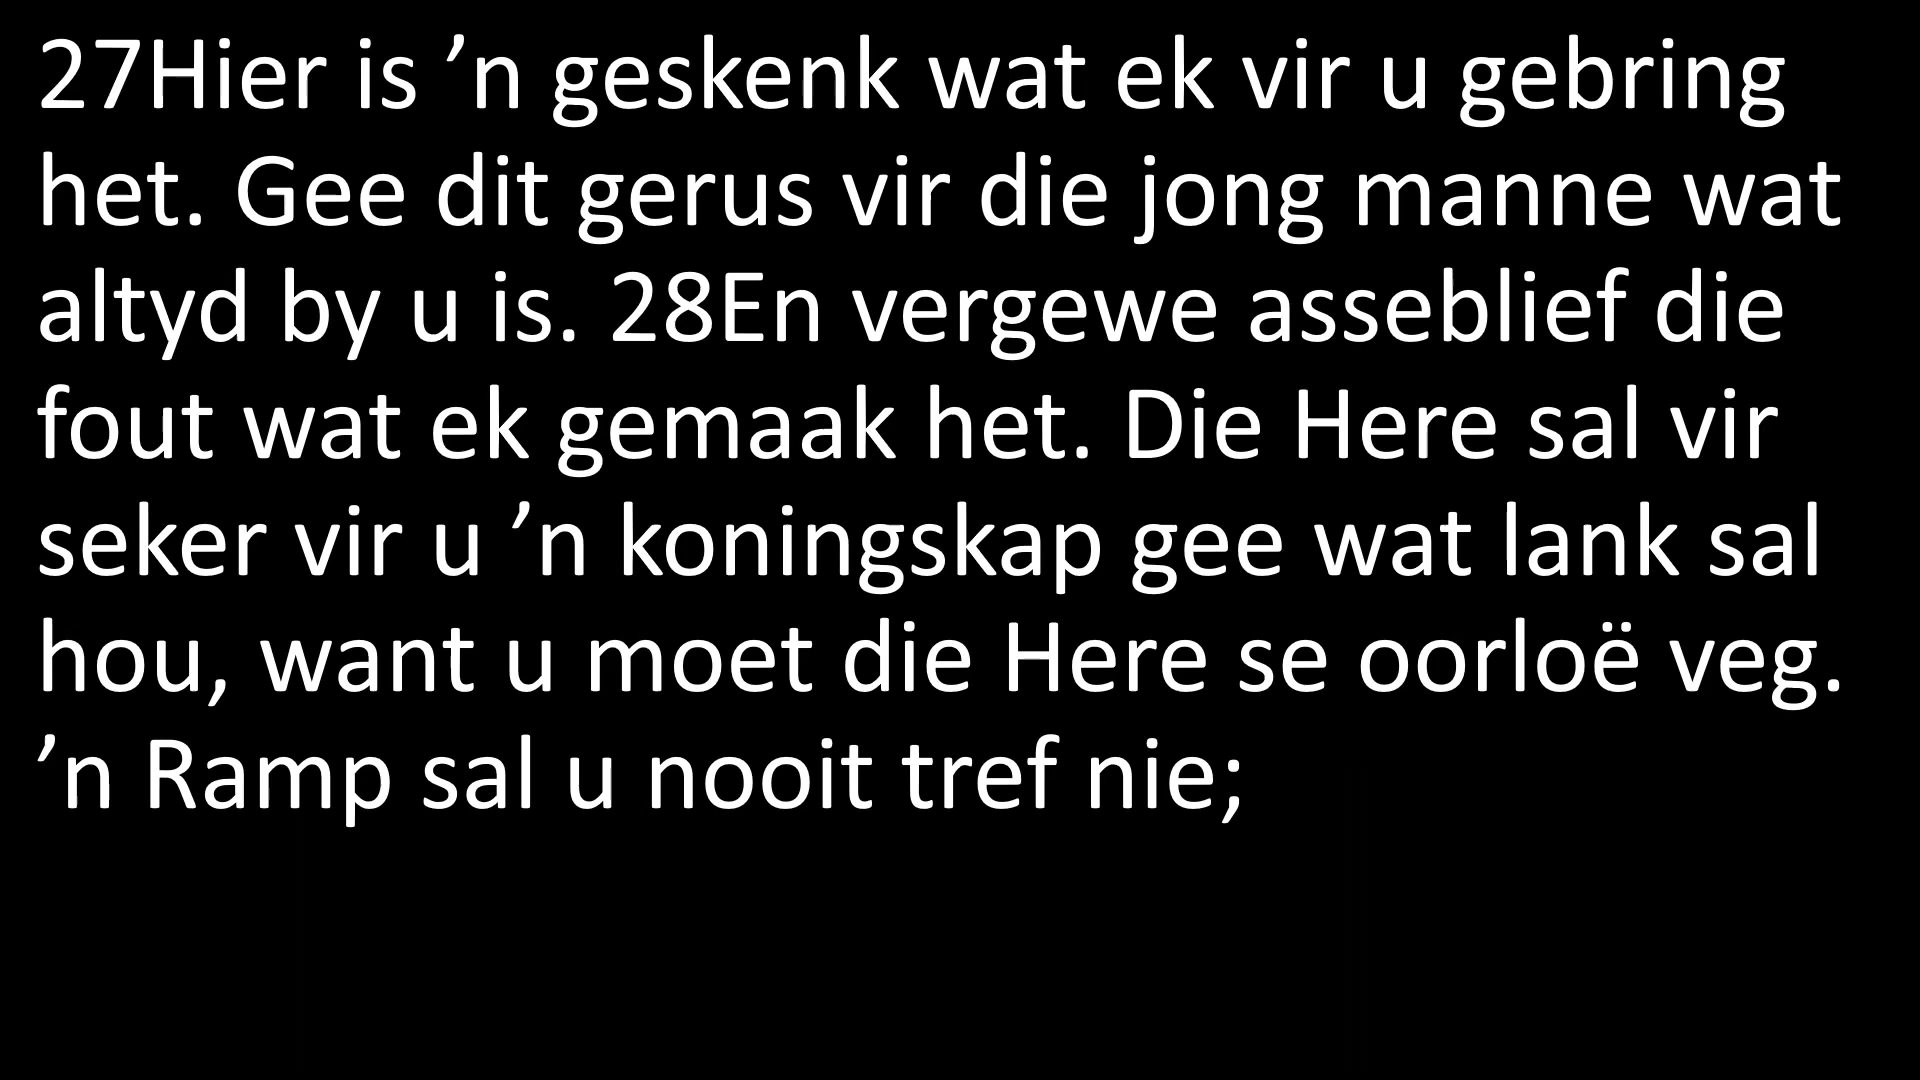 27Hier is ’n geskenk wat ek vir u gebring
het. Gee dit gerus vir die jong manne wat
altyd by u is. 28En vergewe asseblief die
fout wat ek gemaak het. Die Here sal vir
seker vir u ’n koningskap gee wat lank sal
hou, want u moet die Here se oorloë veg.
’n Ramp sal u nooit tref nie;